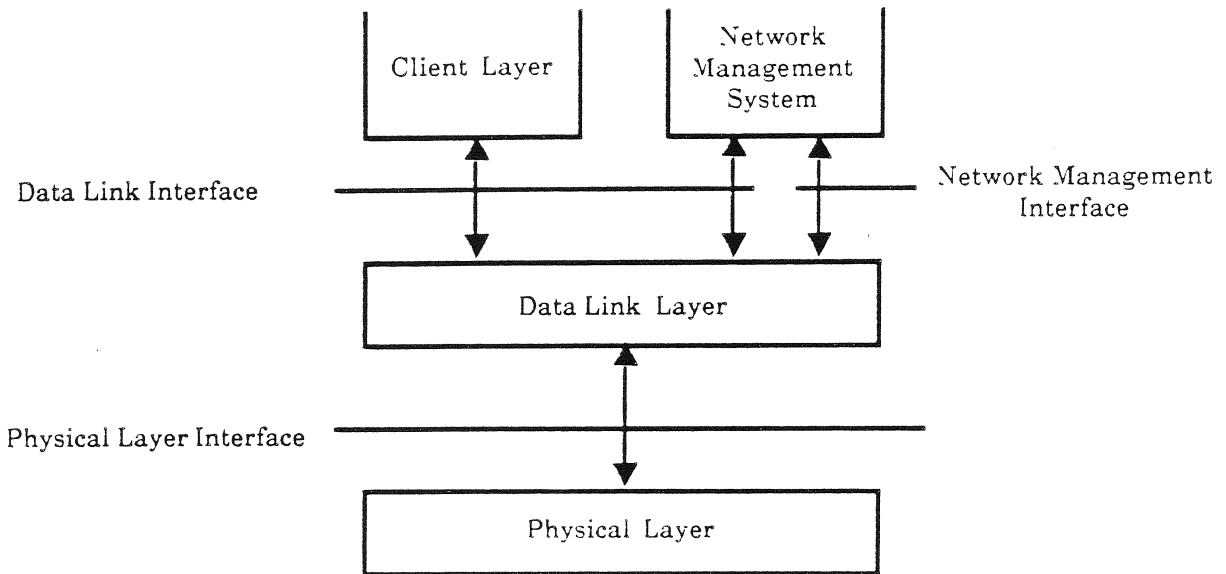 Client Layer
Network
Management
System
Data Link Interface
Network Management
Interface
Data Link Layer
Physical Layer Interface
Physical Layer